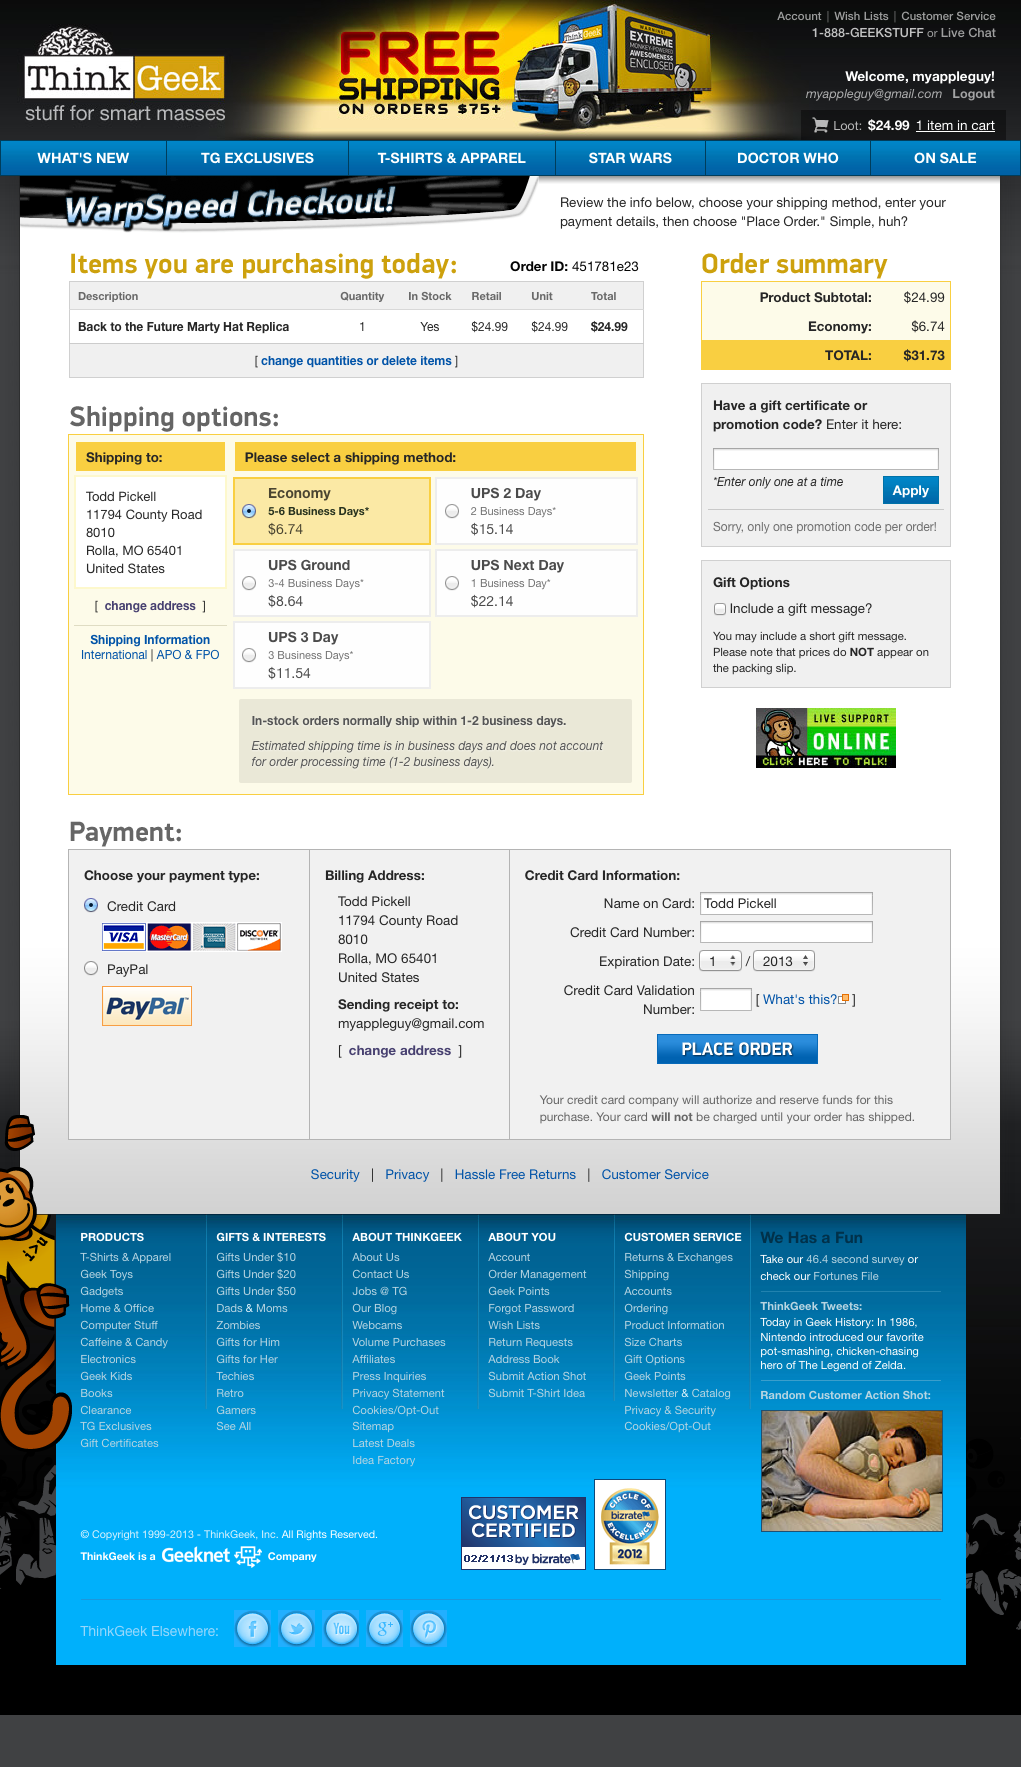 Account | Wish Lists | Customer Service
1-888-GEEKSTUFF or Live Chat
ThinkGeek
stuff for smart masses
FREE
SHIPPING
ON ORDERS $75+
WARNING!
EXTREME
MONKEY-POWERED
AWESOMENESS
ENCLOSED
ThinkGeek
Welcome, myappleguy!
myappleguy@gmail.com Logout
Loot: $24.99 1 item in cart
WHAT'S NEW TG EXCLUSIVES T-SHIRTS & APPAREL STAR WARS DOCTOR WHO ON SALE
WarpSpeed Checkout!
Review the info below, choose your shipping method, enter your
payment details, then choose "Place Order." Simple, huh?
Items you are purchasing today:
Order ID: 451781e23
Description Quantity In Stock Retail Unit Total
Back to the Future Marty Hat Replica 1 Yes $24.99 $24.99 $24.99
[ change quantities or delete items ]
Order summary
Product Subtotal: $24.99
Economy: $6.74
TOTAL: $31.73
Have a gift certificate or
promotion code? Enter it here:
*Enter only one at a time
Apply
Sorry, only one promotion code per order!
Gift Options
Include a gift message?
You may include a short gift message.
Please note that prices do NOT appear on
the packing slip.
LIVE SUPPORT
ONLINE
CLICK HERE TO TALK!
Shipping options:
Shipping to:
Todd Pickell
11794 County Road
8010
Rolla, MO 65401
United States
[ change address ]
Shipping Information
International | APO & FPO
Please select a shipping method:
Economy
5-6 Business Days*
$6.74
UPS 2 Day
2 Business Days*
$15.14
UPS Ground
3-4 Business Days*
$8.64
UPS Next Day
1 Business Day*
$22.14
UPS 3 Day
3 Business Days*
$11.54
In-stock orders normally ship within 1-2 business days.
Estimated shipping time is in business days and does not account
for order processing time (1-2 business days).
Payment:
Choose your payment type:
Credit Card
VISA MasterCard AMERICAN EXPRESS DISCOVER NETWORK
PayPal
PayPal
Billing Address:
Todd Pickell
11794 County Road
8010
Rolla, MO 65401
United States
Sending receipt to:
myappleguy@gmail.com
[ change address ]
Credit Card Information:
Name on Card: Todd Pickell
Credit Card Number:
Expiration Date: 1 / 2013
Credit Card Validation
Number: [ What's this? ]
PLACE ORDER
Your credit card company will authorize and reserve funds for this
purchase. Your card will not be charged until your order has shipped.
Security | Privacy | Hassle Free Returns | Customer Service
i>u
PRODUCTS
T-Shirts & Apparel
Geek Toys
Gadgets
Home & Office
Computer Stuff
Caffeine & Candy
Electronics
Geek Kids
Books
Clearance
TG Exclusives
Gift Certificates
GIFTS & INTERESTS
Gifts Under $10
Gifts Under $20
Gifts Under $50
Dads & Moms
Zombies
Gifts for Him
Gifts for Her
Techies
Retro
Gamers
See All
ABOUT THINKGEEK
About Us
Contact Us
Jobs @ TG
Our Blog
Webcams
Volume Purchases
Affiliates
Press Inquiries
Privacy Statement
Cookies/Opt-Out
Sitemap
Latest Deals
Idea Factory
ABOUT YOU
Account
Order Management
Geek Points
Forgot Password
Wish Lists
Return Requests
Address Book
Submit Action Shot
Submit T-Shirt Idea
CUSTOMER SERVICE
Returns & Exchanges
Shipping
Accounts
Ordering
Product Information
Size Charts
Gift Options
Geek Points
Newsletter & Catalog
Privacy & Security
Cookies/Opt-Out
We Has a Fun
Take our 46.4 second survey or
check our Fortunes File
ThinkGeek Tweets:
Today in Geek History: In 1986,
Nintendo introduced our favorite
pot-smashing, chicken-chasing
hero of The Legend of Zelda.
Random Customer Action Shot:
© Copyright 1999-2013 - ThinkGeek, Inc. All Rights Reserved.
ThinkGeek is a Geeknet Company
CUSTOMER
CERTIFIED
02/21/13 by bizrate
CIRCLE OF
bizrate
EXCELLENCE
2012
ThinkGeek Elsewhere: f You g+